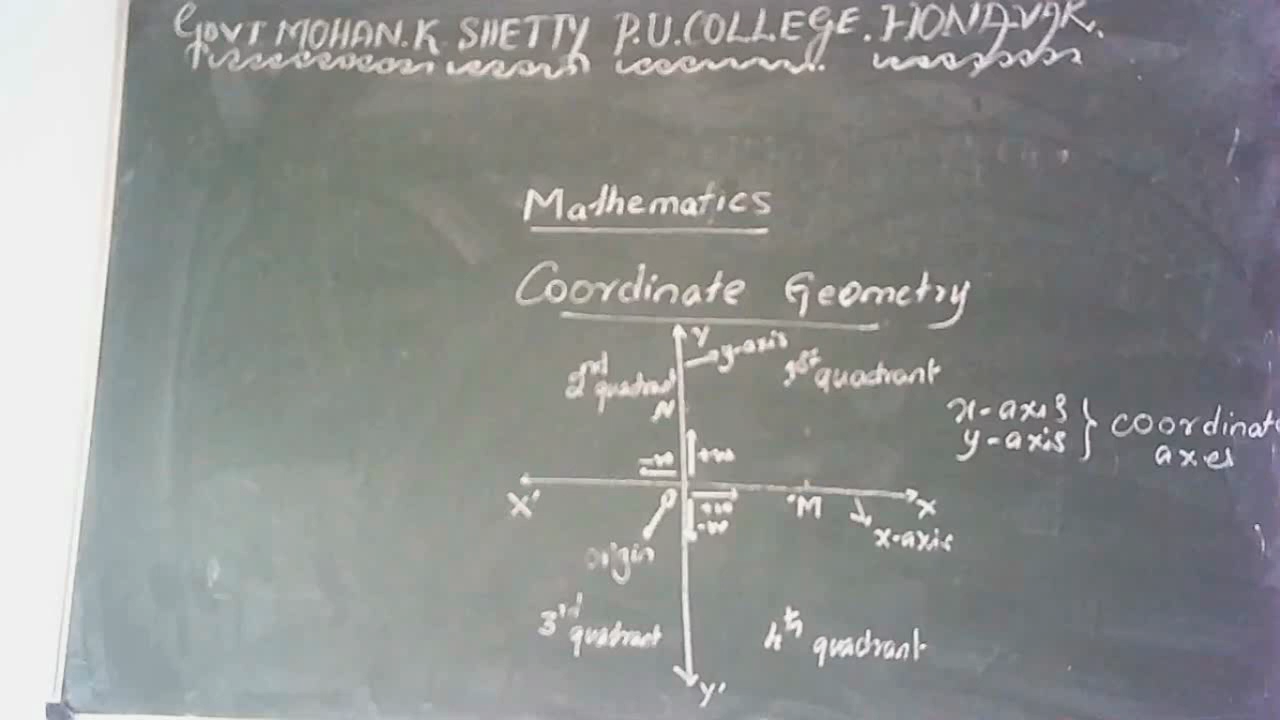 GOVT MOHAN.K. SHETTY P.U.COLLEGE. HONAVAR.
Mathematics
Coordinate Geometry
Y
y-axis
2nd quadrant
1st quadrant
N
x-axis
y-axis } coordinate axes
-ve
+ve
X'
O
+ve
-ve
M
X
x-axis
origin
3rd quadrant
4th quadrant
Y'